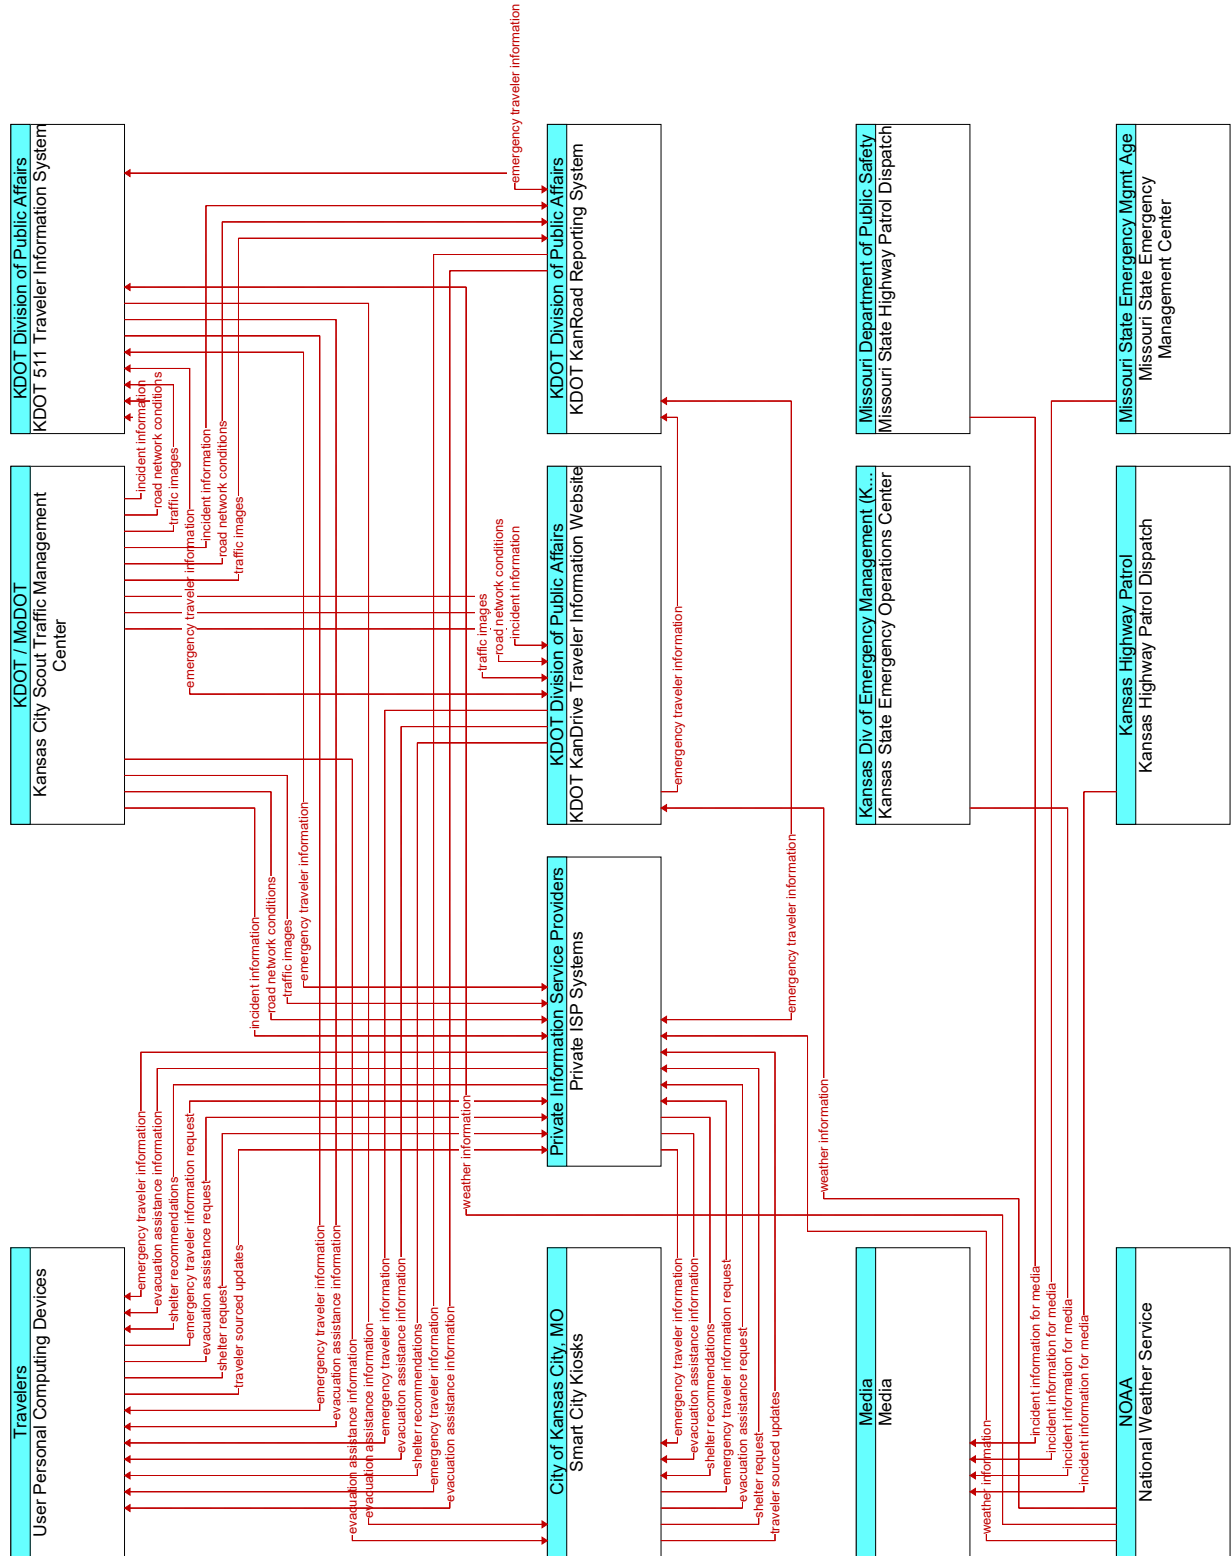 Travelers
User Personal Computing Devices
KDOT / MoDOT
Kansas City Scout Traffic Management
Center
KDOT Division of Public Affairs
KDOT 511 Traveler Information System
emergency traveler information
evacuation assistance information
shelter recommendations
emergency traveler information request
evacuation assistance request
shelter request
traveler sourced updates
incident information
road network conditions
traffic images
emergency traveler information
incident information
road network conditions
traffic images
emergency traveler information
incident information
road network conditions
traffic images
emergency traveler information
evacuation assistance information
evacuation assistance information
evacuation assistance information
emergency traveler information
evacuation assistance information
shelter recommendations
emergency traveler information
evacuation assistance information
weather information
traffic images
road network conditions
incident information
emergency traveler information
City of Kansas City, MO
Smart City Kiosks
Private Information Service Providers
Private ISP Systems
KDOT Division of Public Affairs
KDOT KanDrive Traveler Information Website
KDOT Division of Public Affairs
KDOT KanRoad Reporting System
emergency traveler information
evacuation assistance information
shelter recommendations
emergency traveler information request
evacuation assistance request
shelter request
traveler sourced updates
emergency traveler information
emergency traveler information
weather information
Media
Media
Kansas Div of Emergency Management (K...
Kansas State Emergency Operations Center
Missouri Department of Public Safety
Missouri State Highway Patrol Dispatch
weather information
incident information for media
incident information for media
incident information for media
incident information for media
NOAA
National Weather Service
Kansas Highway Patrol
Kansas Highway Patrol Dispatch
Missouri State Emergency Mgmt Age
Missouri State Emergency
Management Center